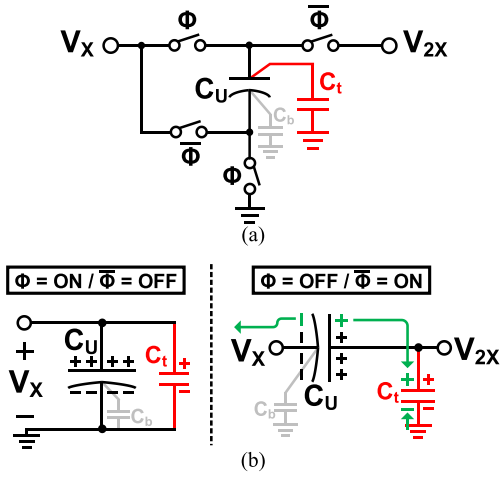 Φ
Φ̅
V_X
V_2X
C_U
C_t
C_b
Φ̅
Φ
(a)
Φ = ON / Φ̅ = OFF
Φ = OFF / Φ̅ = ON
C_U
+ + + +
C_t
+
+
V_X
− − − −
−
C_b
−
+
+
+
+
V_X
V_2X
C_t
+ +
− −
C_b
C_U
(b)